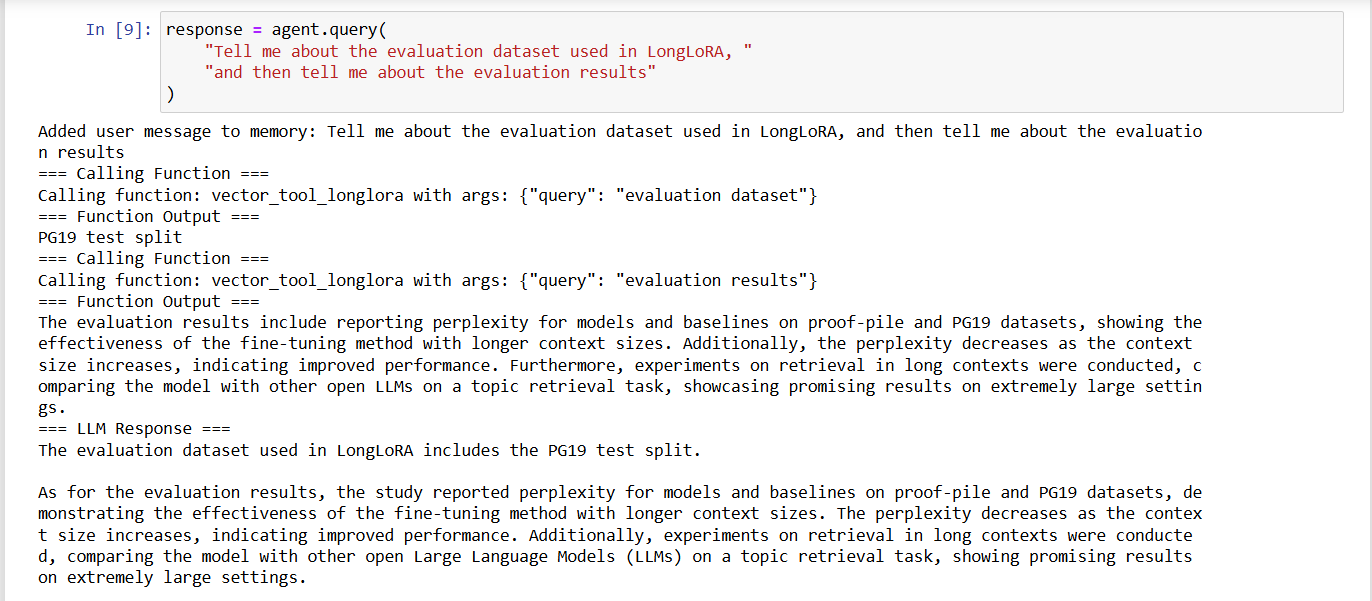 In [9]: response = agent.query(
"Tell me about the evaluation dataset used in LongLoRA, "
"and then tell me about the evaluation results"
)
Added user message to memory: Tell me about the evaluation dataset used in LongLoRA, and then tell me about the evaluatio
n results
=== Calling Function ===
Calling function: vector_tool_longlora with args: {"query": "evaluation dataset"}
=== Function Output ===
PG19 test split
=== Calling Function ===
Calling function: vector_tool_longlora with args: {"query": "evaluation results"}
=== Function Output ===
The evaluation results include reporting perplexity for models and baselines on proof-pile and PG19 datasets, showing the
effectiveness of the fine-tuning method with longer context sizes. Additionally, the perplexity decreases as the context
size increases, indicating improved performance. Furthermore, experiments on retrieval in long contexts were conducted, c
omparing the model with other open LLMs on a topic retrieval task, showcasing promising results on extremely large settin
gs.
=== LLM Response ===
The evaluation dataset used in LongLoRA includes the PG19 test split.
As for the evaluation results, the study reported perplexity for models and baselines on proof-pile and PG19 datasets, de
monstrating the effectiveness of the fine-tuning method with longer context sizes. The perplexity decreases as the contex
t size increases, indicating improved performance. Additionally, experiments on retrieval in long contexts were conducte
d, comparing the model with other open Large Language Models (LLMs) on a topic retrieval task, showing promising results
on extremely large settings.